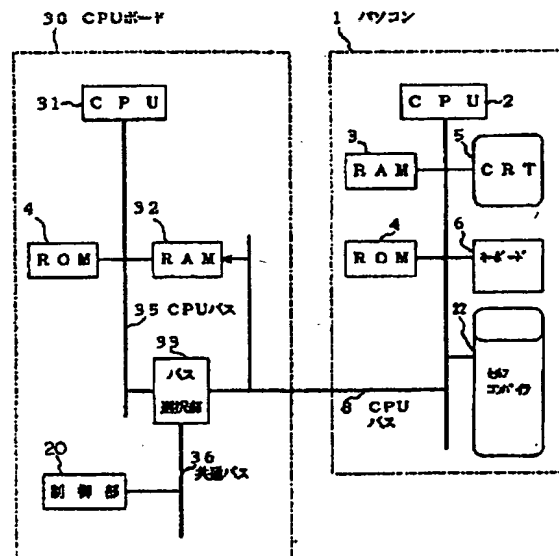 30 CPUボード
31
CPU
4
ROM
32
RAM
35 CPUバス
33
バス
選択部
20
制御部
36
共通バス
1 パソコン
CPU
2
3
RAM
5
CRT
4
ROM
6
キーボード
22
セルフ
コンパイラ
8 CPU
バス